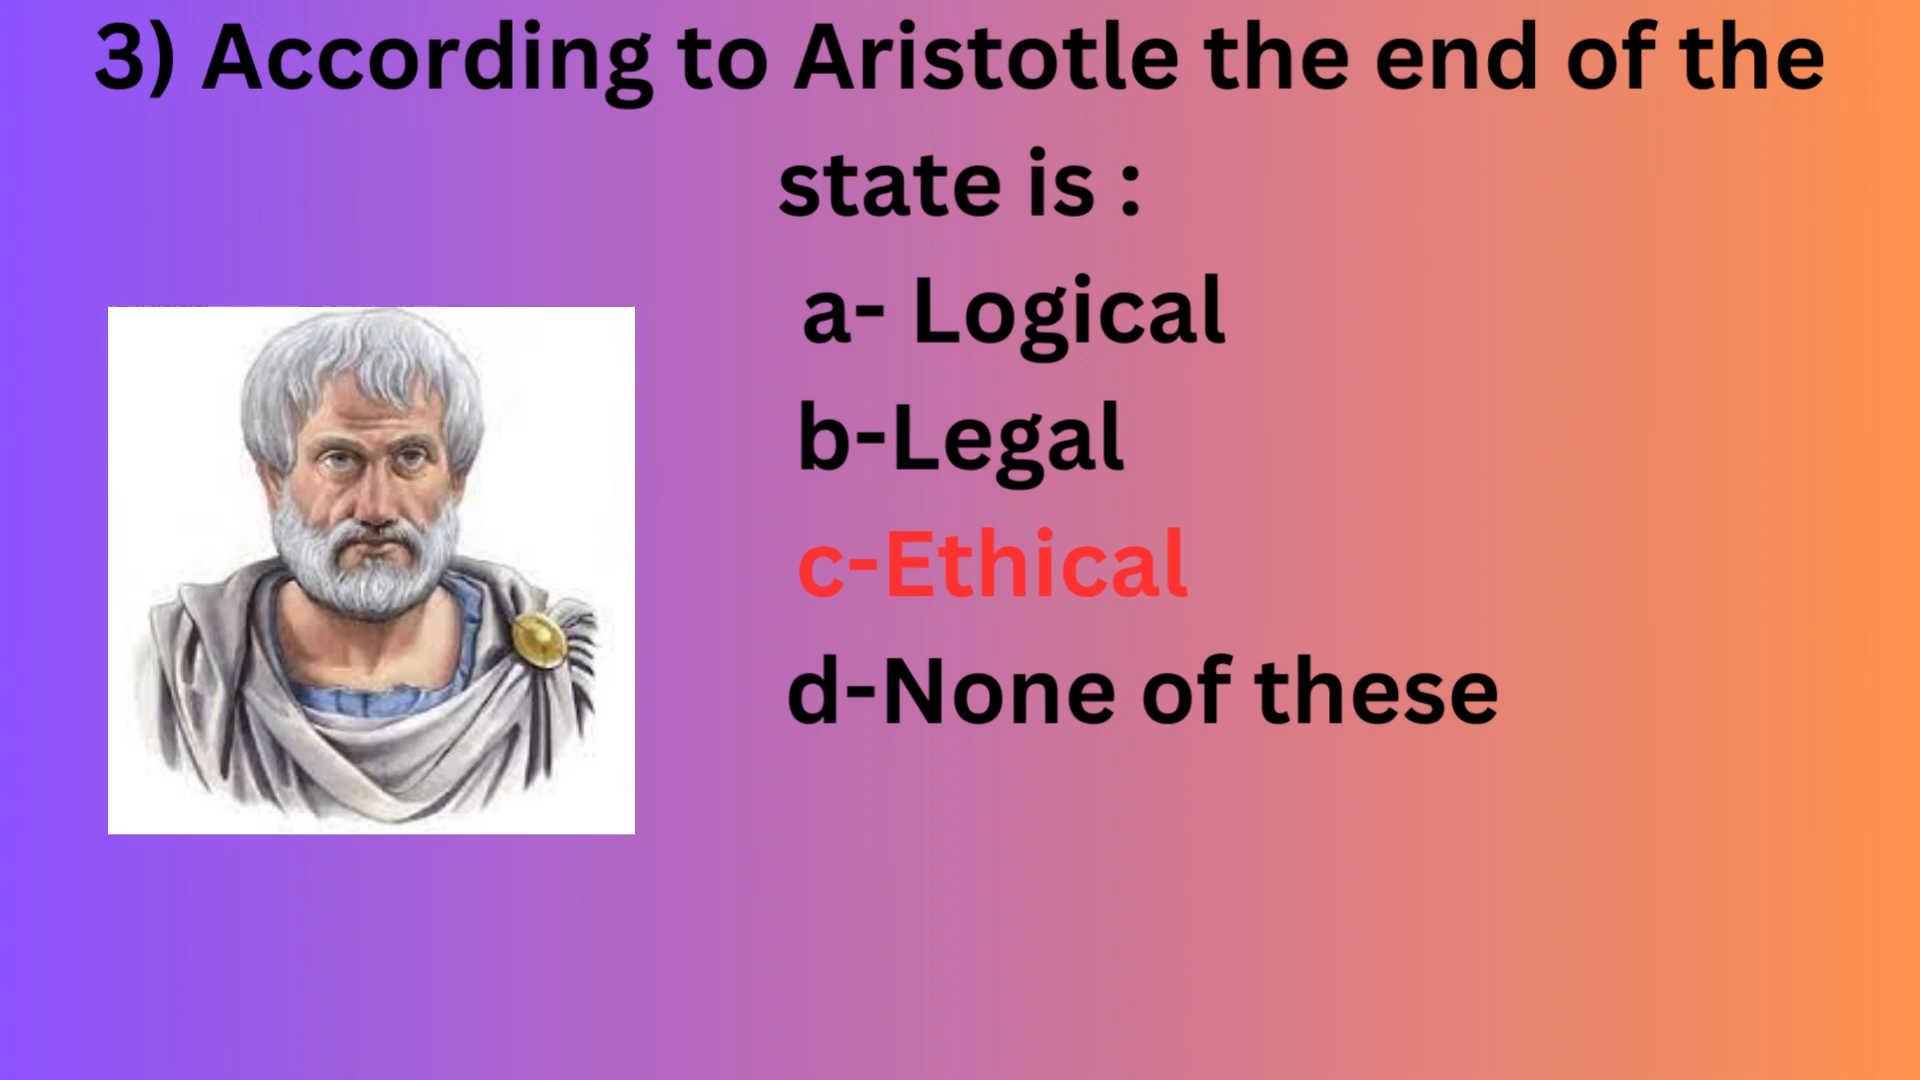 3) According to Aristotle the end of the
state is :
a- Logical
b-Legal
c-Ethical
d-None of these